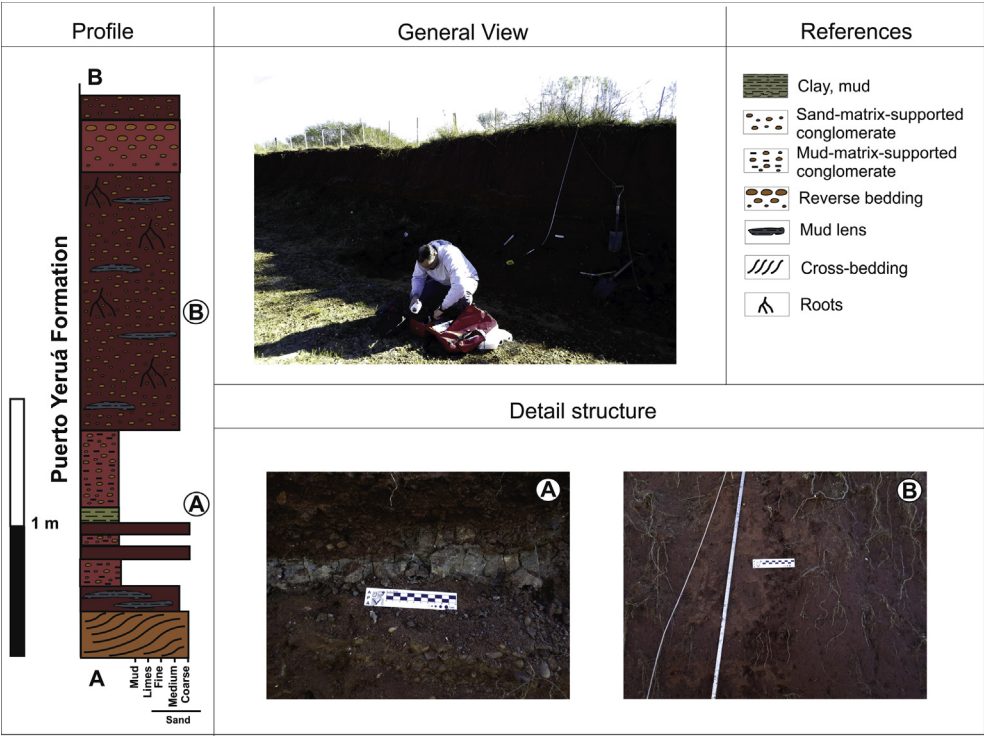 Profile
General View
References
B
Puerto Yeruá Formation
B
A
1 m
A
Mud
Limes
Fine
Medium
Coarse
Sand
Clay, mud
Sand-matrix-supported
conglomerate
Mud-matrix-supported
conglomerate
Reverse bedding
Mud lens
Cross-bedding
Roots
Detail structure
A
B